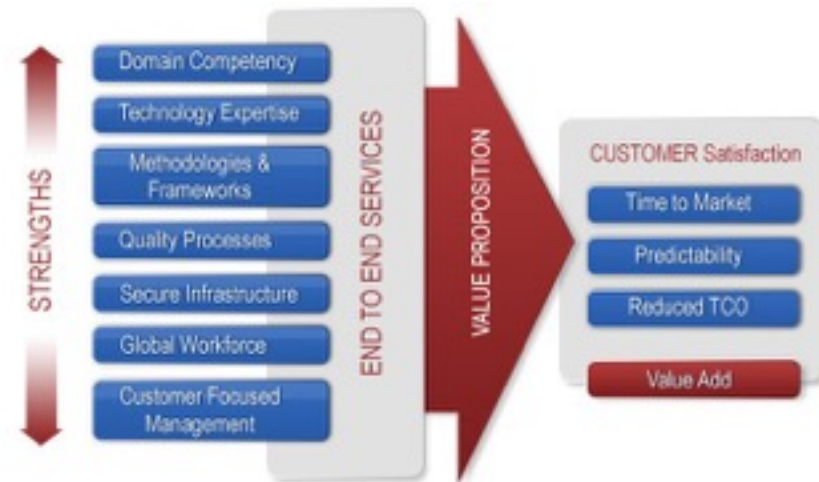 STRENGTHS
Domain Competency
Technology Expertise
Methodologies &
Frameworks
Quality Processes
Secure Infrastructure
Global Workforce
Customer Focused
Management
END TO END SERVICES
VALUE PROPOSITION
CUSTOMER Satisfaction
Time to Market
Predictability
Reduced TCO
Value Add